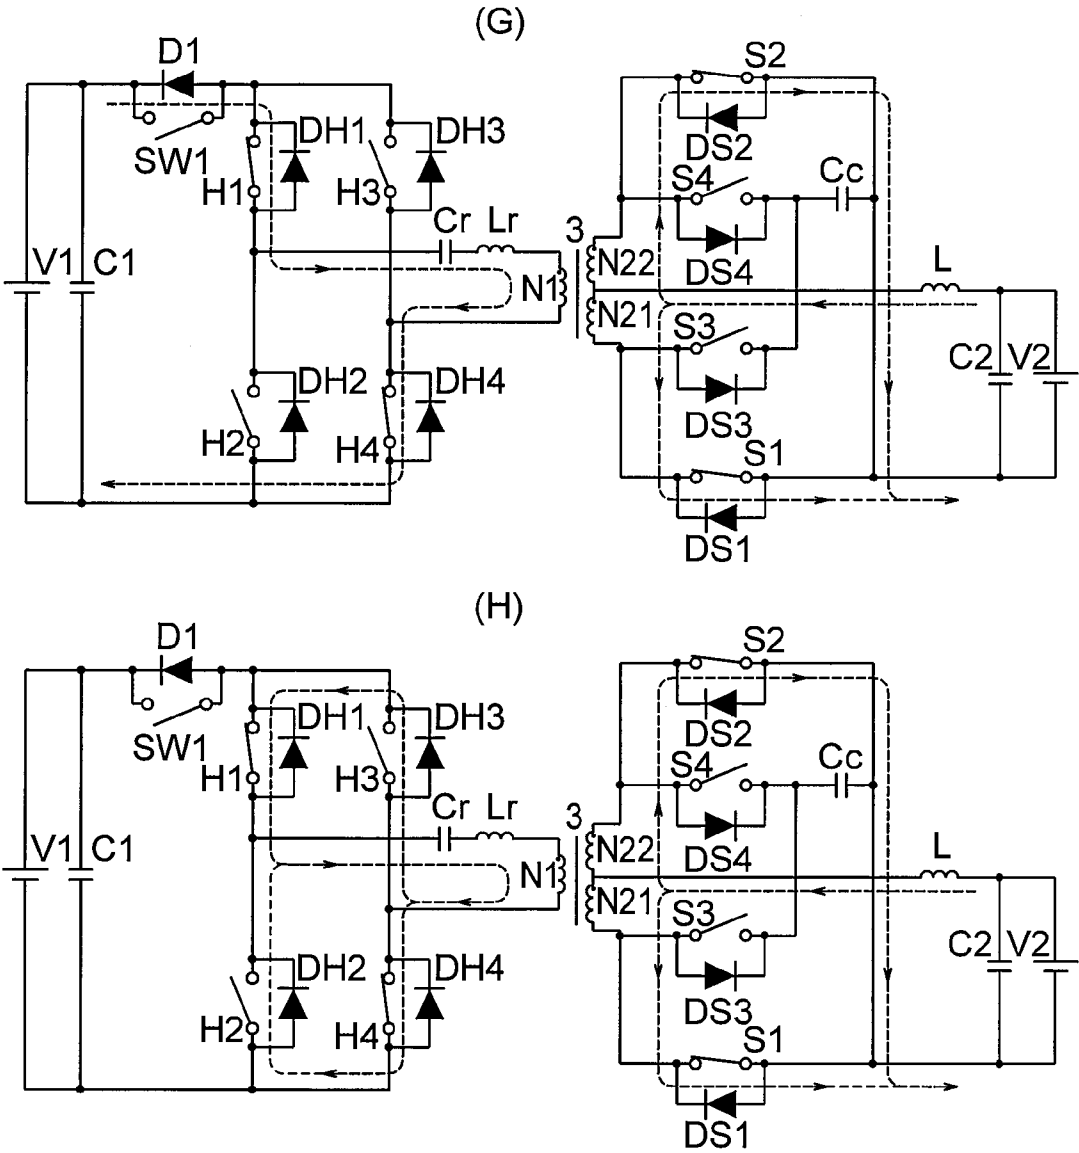 (G)
D1
S2
DH1
DH3
SW1
DS2
H1
H3
S4
Cc
Cr
Lr
3
DS4
V1
C1
N1
N22
L
N21
S3
C2
V2
DH2
DH4
DS3
H2
H4
S1
DS1
(H)
D1
S2
DH1
DH3
SW1
DS2
H1
H3
S4
Cc
Cr
Lr
3
DS4
V1
C1
N1
N22
L
N21
S3
C2
V2
DH2
DH4
DS3
H2
H4
S1
DS1